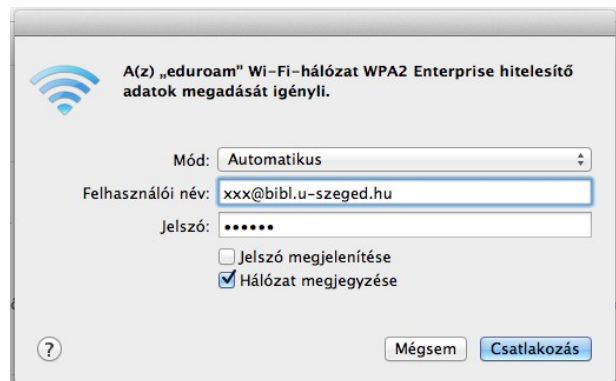 A(z) „eduroam” Wi-Fi-hálózat WPA2 Enterprise hitelesítő
adatok megadását igényli.
Mód: Automatikus
Felhasználói név: xxx@bibl.u-szeged.hu
Jelszó: ••••••
Jelszó megjelenítése
Hálózat megjegyzése
? Mégsem Csatlakozás